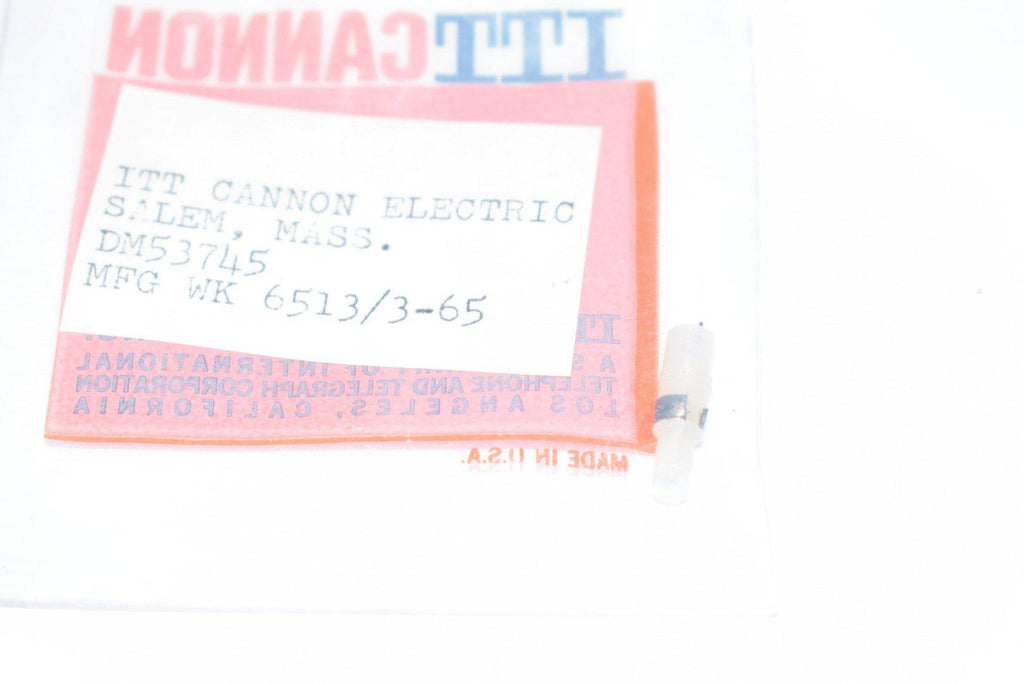 ITT CANNON
ITT CANNON ELECTRIC
SALEM, MASS.
DM53745
MFG WK 6513/3-65
OF INTERNATIONAL
TELEPHONE AND TELEGRAPH CORPORATION
LOS ANGELES, CALIFORNIA
MADE IN U.S.A.